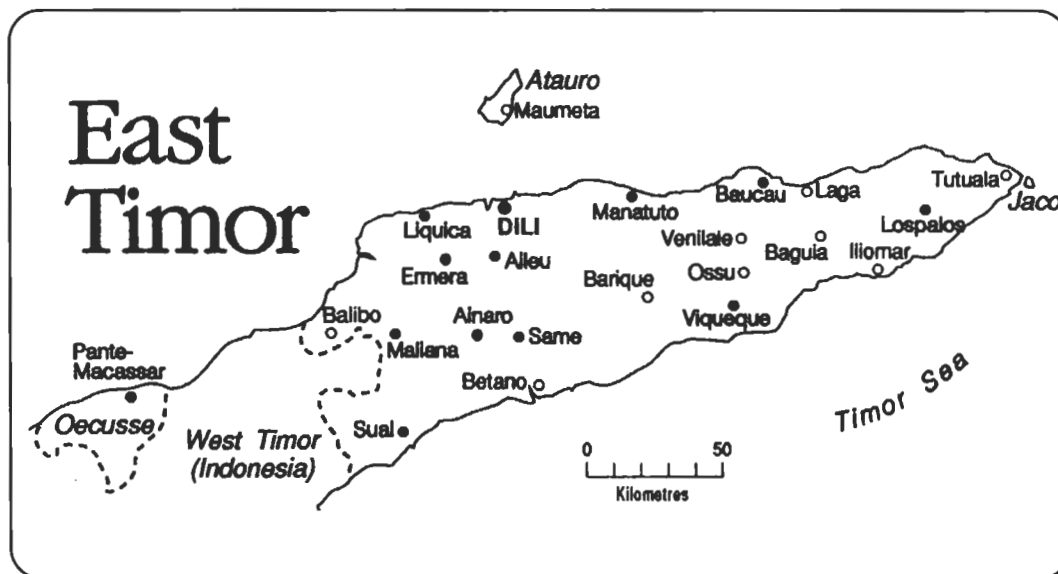 East
Timor
Atauro
Maumeta
Tutuala
Jaco
Baucau
Laga
Manatuto
Lospalos
Liquica
DILI
Venilale
Baguia
Iliomar
Ermera
Aileu
Barique
Ossu
Balibo
Ainaro
Viqueque
Maliana
Same
Pante-
Macassar
Betano
Oecusse
Sual
West Timor
(Indonesia)
Timor Sea
0 50
Kilometres